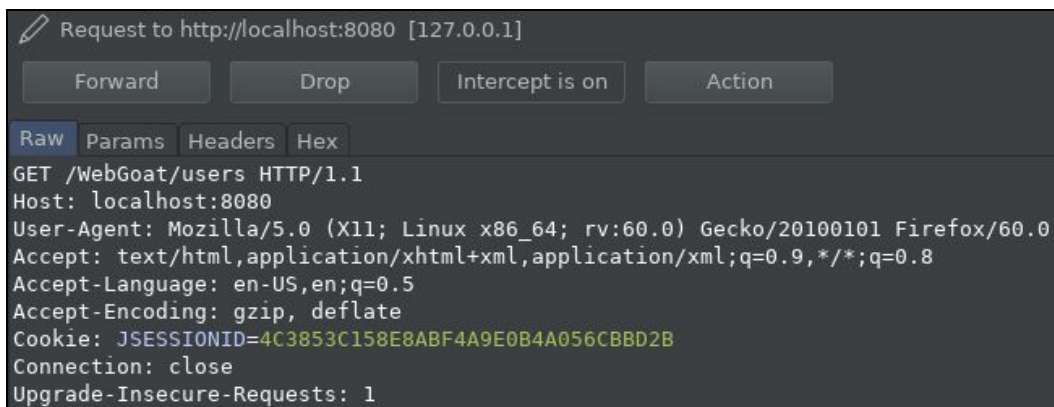 Request to http://localhost:8080 [127.0.0.1]
Forward Drop Intercept is on Action
Raw Params Headers Hex
GET /WebGoat/users HTTP/1.1
Host: localhost:8080
User-Agent: Mozilla/5.0 (X11; Linux x86_64; rv:60.0) Gecko/20100101 Firefox/60.0
Accept: text/html,application/xhtml+xml,application/xml;q=0.9,*/*;q=0.8
Accept-Language: en-US,en;q=0.5
Accept-Encoding: gzip, deflate
Cookie: JSESSIONID=4C3853C158E8ABF4A9E0B4A056CBBD2B
Connection: close
Upgrade-Insecure-Requests: 1